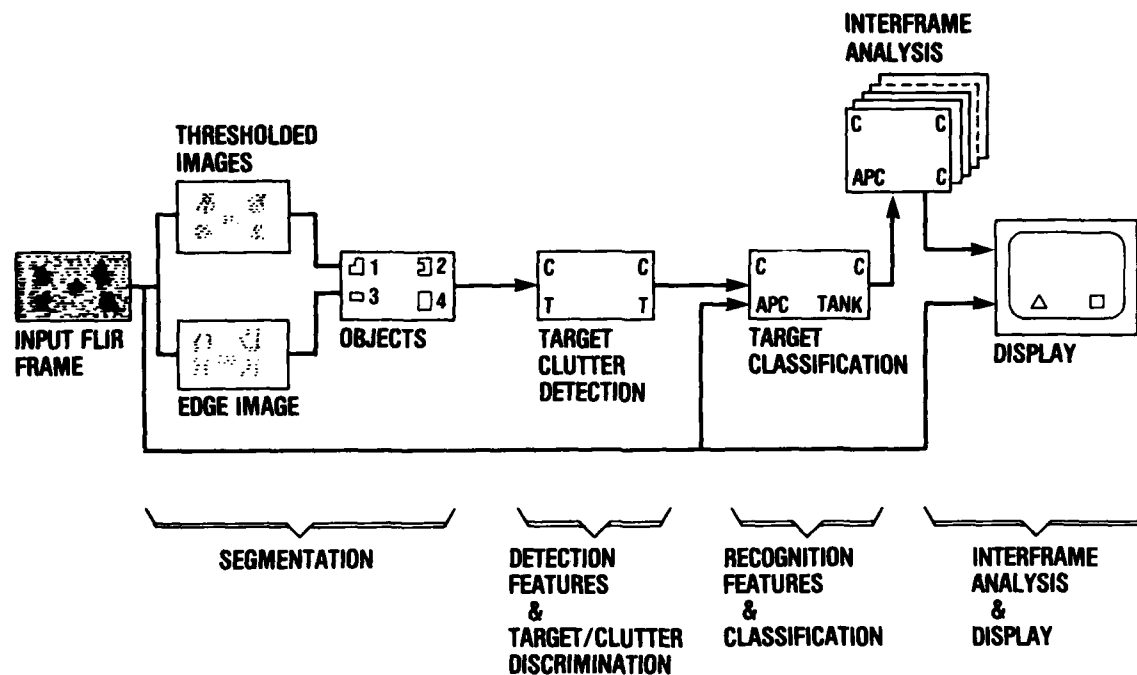 INTERFRAME
ANALYSIS
C C
APC C
THRESHOLDED
IMAGES
INPUT FLIR
FRAME
EDGE IMAGE
1 2
3 4
OBJECTS
C C
T T
TARGET
CLUTTER
DETECTION
C C
APC TANK
TARGET
CLASSIFICATION
DISPLAY
SEGMENTATION
DETECTION
FEATURES
&
TARGET/CLUTTER
DISCRIMINATION
RECOGNITION
FEATURES
&
CLASSIFICATION
INTERFRAME
ANALYSIS
&
DISPLAY